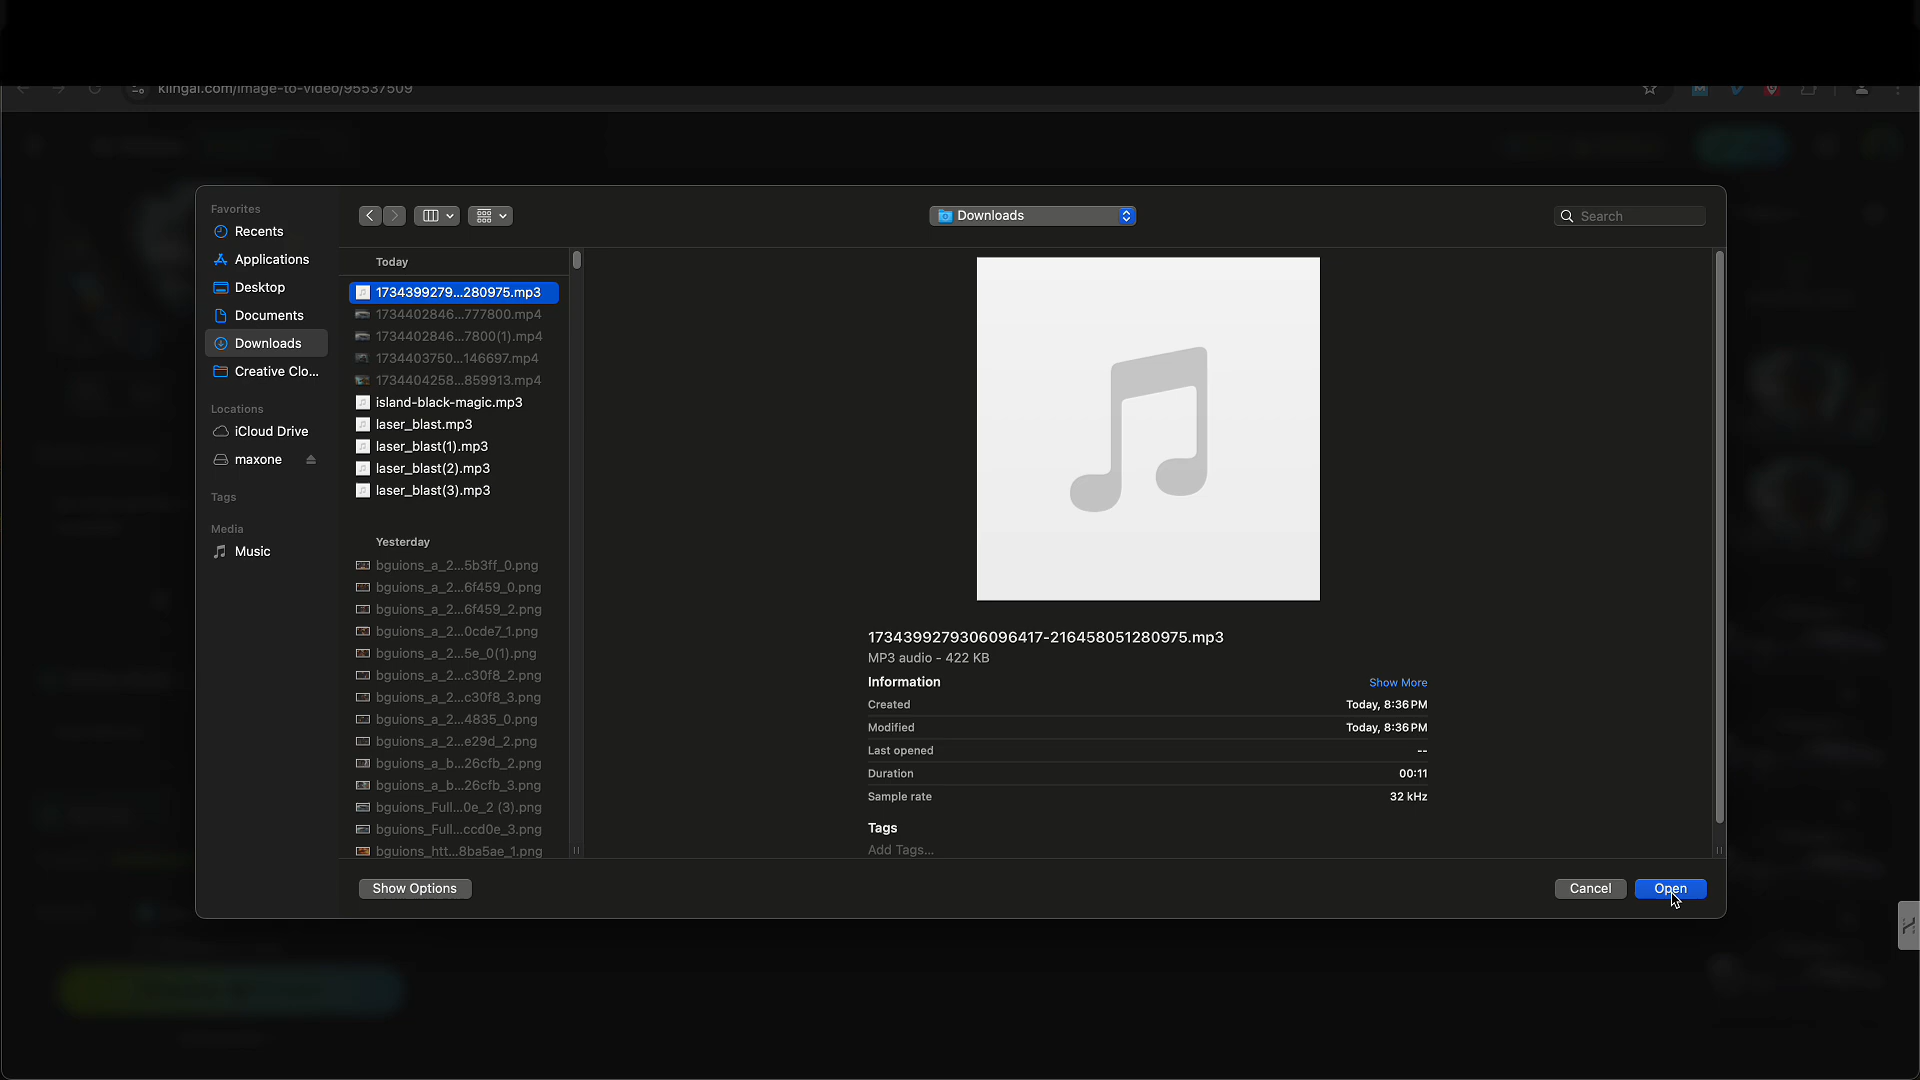 klingai.com/image-to-video/95537509
Favorites
Recents
Applications
Desktop
Documents
Downloads
Creative Clo...
Locations
iCloud Drive
maxone
Tags
Media
Music
Downloads
Search
Today
1734399279...280975.mp3
1734402846...777800.mp4
1734402846...7800(1).mp4
1734403750...146697.mp4
1734404258...859913.mp4
island-black-magic.mp3
laser_blast.mp3
laser_blast(1).mp3
laser_blast(2).mp3
laser_blast(3).mp3
Yesterday
bguions_a_2...5b3ff_0.png
bguions_a_2...6f459_0.png
bguions_a_2...6f459_2.png
bguions_a_2...0cde7_1.png
bguions_a_2...5e_0(1).png
bguions_a_2...c30f8_2.png
bguions_a_2...c30f8_3.png
bguions_a_2...4835_0.png
bguions_a_2...e29d_2.png
bguions_a_b...26cfb_2.png
bguions_a_b...26cfb_3.png
bguions_Full...0e_2 (3).png
bguions_Full...ccd0e_3.png
bguions_htt...8ba5ae_1.png
1734399279306096417-216458051280975.mp3
MP3 audio - 422 KB
Information Show More
Created Today, 8:36 PM
Modified Today, 8:36 PM
Last opened --
Duration 00:11
Sample rate 32 kHz
Tags
Add Tags...
Show Options
Cancel
Open